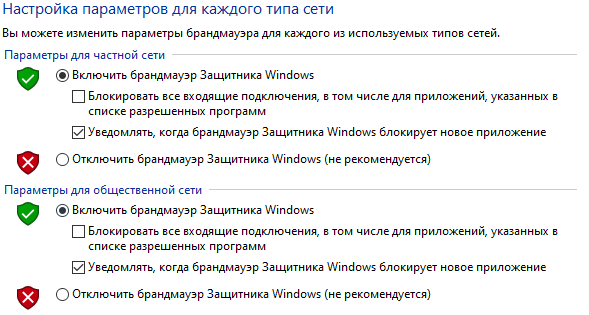 Настройка параметров для каждого типа сети
Вы можете изменить параметры брандмауэра для каждого из используемых типов сетей.
Параметры для частной сети
Включить брандмауэр Защитника Windows
Блокировать все входящие подключения, в том числе для приложений, указанных в
списке разрешенных программ
Уведомлять, когда брандмауэр Защитника Windows блокирует новое приложение
Отключить брандмауэр Защитника Windows (не рекомендуется)
Параметры для общественной сети
Включить брандмауэр Защитника Windows
Блокировать все входящие подключения, в том числе для приложений, указанных в
списке разрешенных программ
Уведомлять, когда брандмауэр Защитника Windows блокирует новое приложение
Отключить брандмауэр Защитника Windows (не рекомендуется)